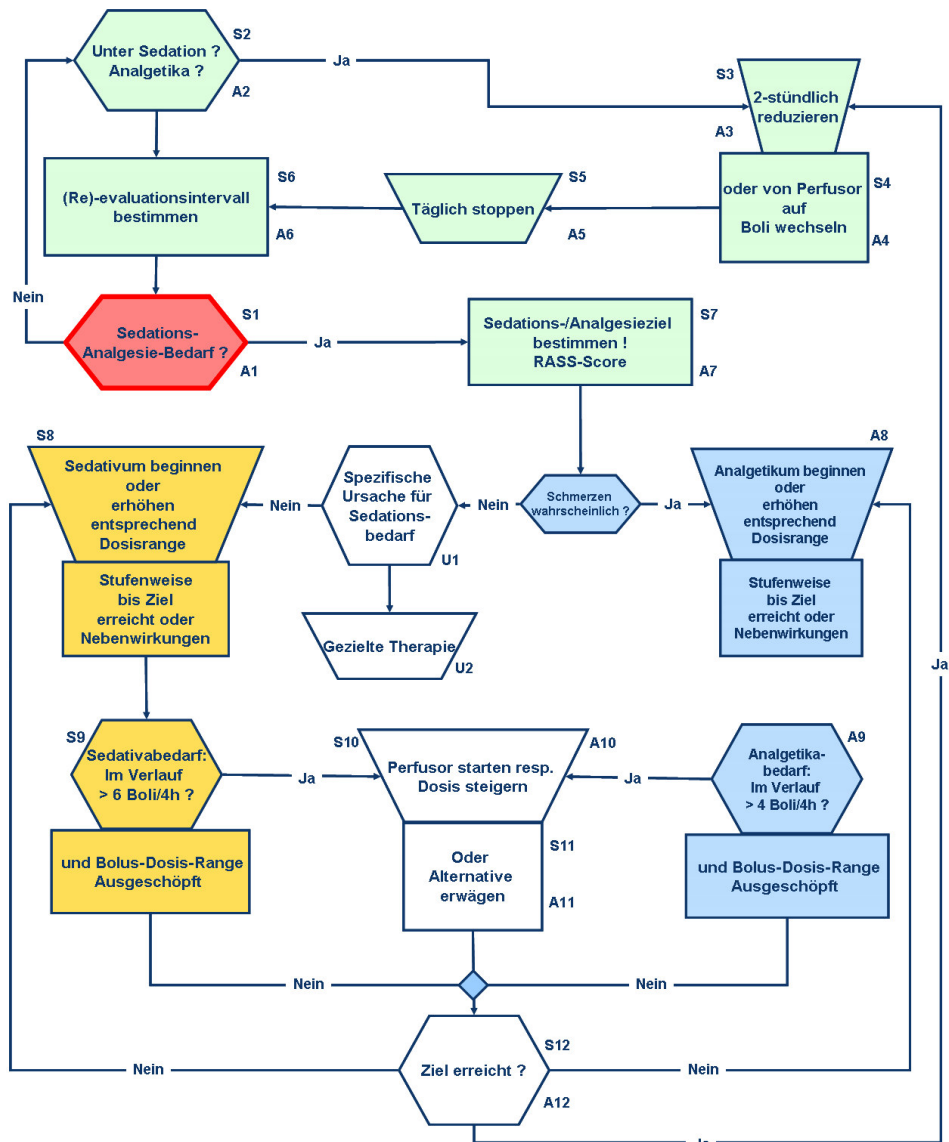 S2
Unter Sedation ?
Analgetika ?
A2
Ja
S3
2-stündlich
reduzieren
A3
S4
oder von Perfusor
auf
Boli wechseln
A4
S5
Täglich stoppen
A5
S6
(Re)-evaluationsintervall
bestimmen
A6
Nein
S1
Sedations-
Analgesie-Bedarf ?
A1
Ja
S7
Sedations-/Analgesieziel
bestimmen !
RASS-Score
A7
S8
Sedativum beginnen
oder
erhöhen
entsprechend
Dosisrange
Stufenweise
bis Ziel
erreicht oder
Nebenwirkungen
Nein
Spezifische
Ursache für
Sedations-
bedarf
U1
Gezielte Therapie
U2
Nein
Schmerzen
wahrscheinlich ?
Ja
A8
Analgetikum beginnen
oder
erhöhen
entsprechend
Dosisrange
Stufenweise
bis Ziel
erreicht oder
Nebenwirkungen
Ja
S9
Sedativabedarf:
Im Verlauf
> 6 Boli/4h ?
und Bolus-Dosis-Range
Ausgeschöpft
Ja
S10
A10
Perfusor starten resp.
Dosis steigern
S11
Oder
Alternative
erwägen
A11
Ja
A9
Analgetika-
bedarf:
Im Verlauf
> 4 Boli/4h ?
und Bolus-Dosis-Range
Ausgeschöpft
Nein
Nein
S12
Ziel erreicht ?
A12
Nein
Nein
Ja